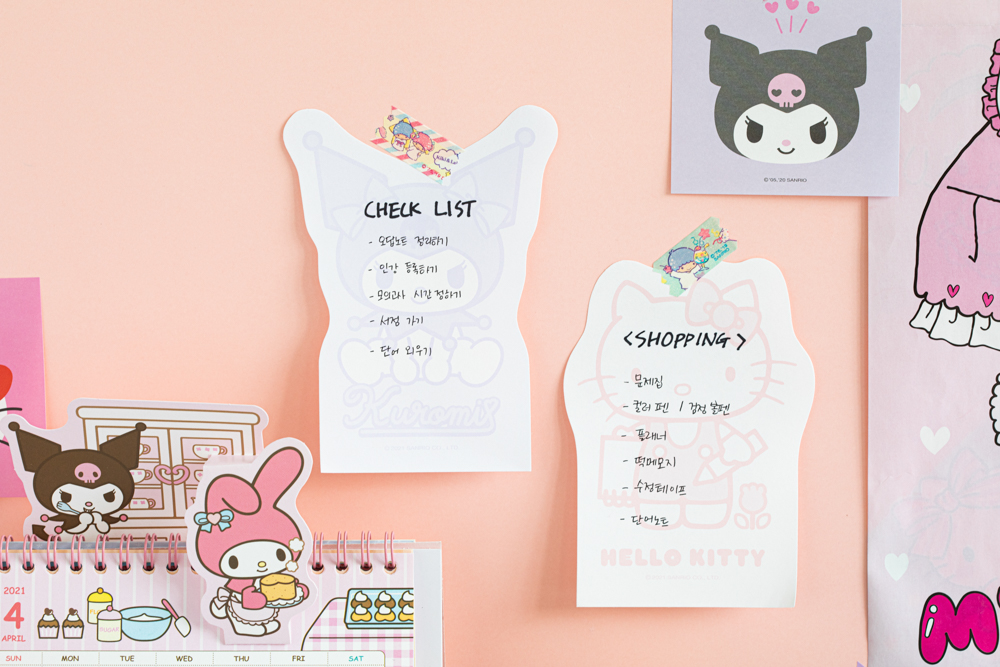 CHECK LIST
- 오답노트 정리하기
- 인강 등록하기
- 모의고사 시간 정하기
- 서점 가기
- 단어 외우기
Kuromi
<SHOPPING>
- 문제집
- 컬러 펜 / 검정 볼펜
- 플래너
- 떡메모지
- 수정테이프
- 단어노트
HELLO KITTY
©'05, '20 SANRIO
2021
4
APRIL
SUN MON TUE WED THU FRI SAT
M